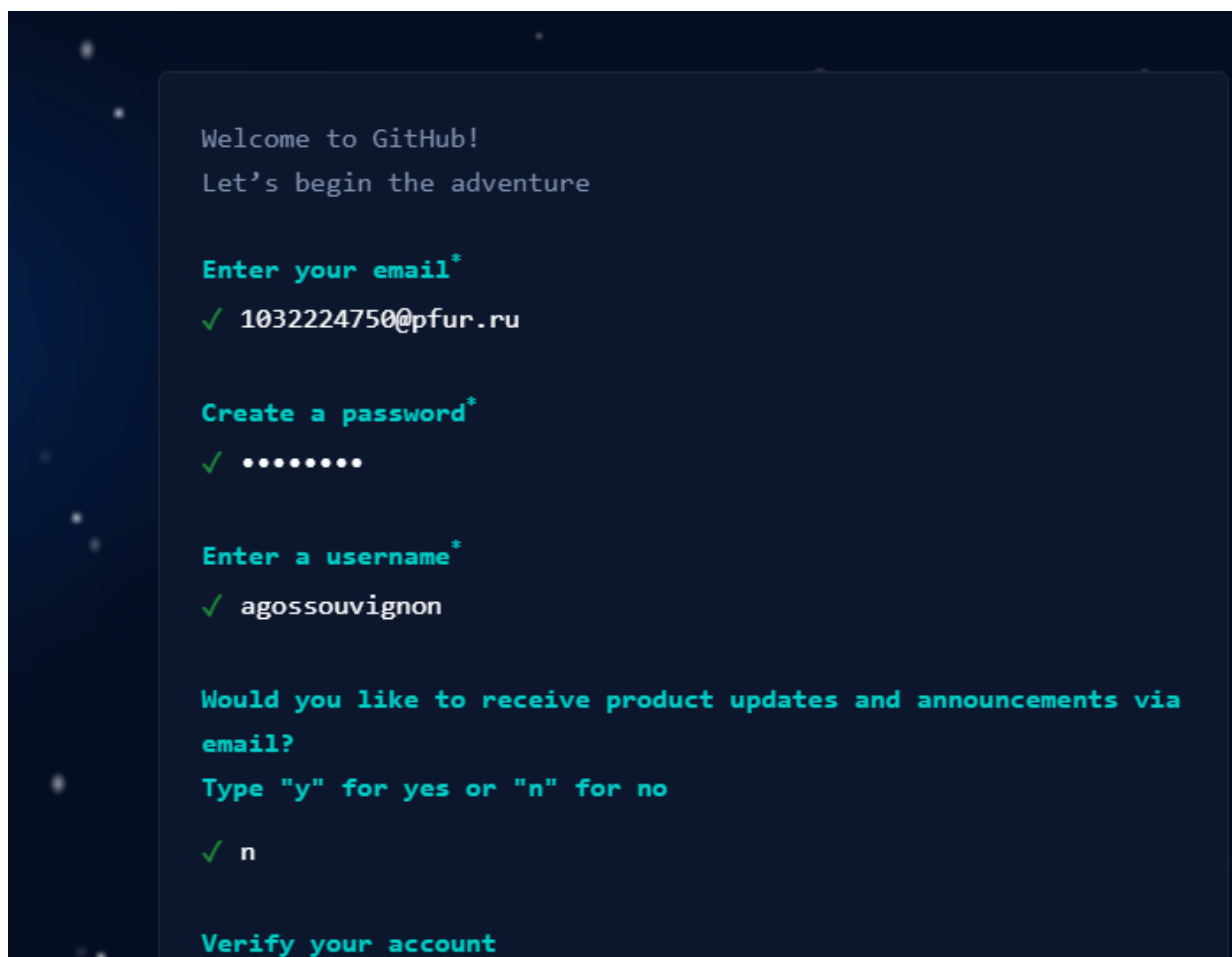 Welcome to GitHub!
Let’s begin the adventure
Enter your email*
✓ 1032224750@pfur.ru
Create a password*
✓ ••••••••
Enter a username*
✓ agossouvignon
Would you like to receive product updates and announcements via
email?
Type "y" for yes or "n" for no
✓ n
Verify your account